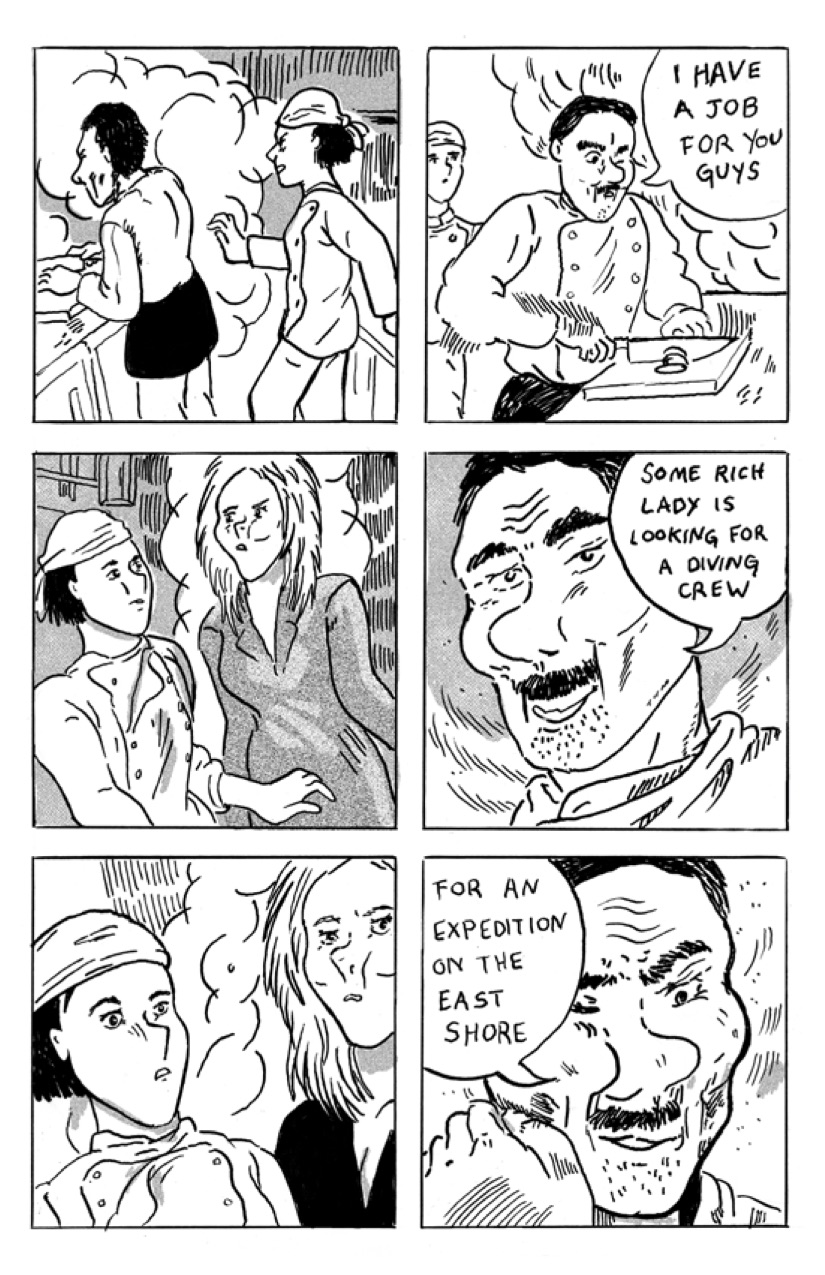 I HAVE
A JOB
FOR YOU
GUYS
SOME RICH
LADY IS
LOOKING FOR
A DIVING
CREW
FOR AN
EXPEDITION
ON THE
EAST
SHORE